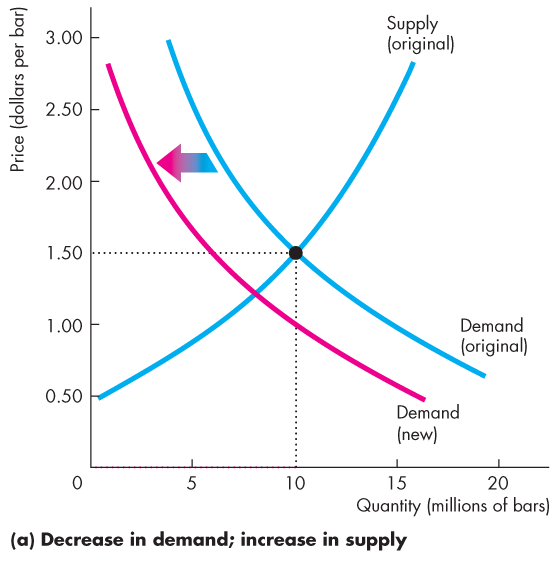 Price (dollars per bar)
3.00
2.50
2.00
1.50
1.00
0.50
0
5
10
15
20
Quantity (millions of bars)
Supply
(original)
Demand
(original)
Demand
(new)
(a) Decrease in demand; increase in supply